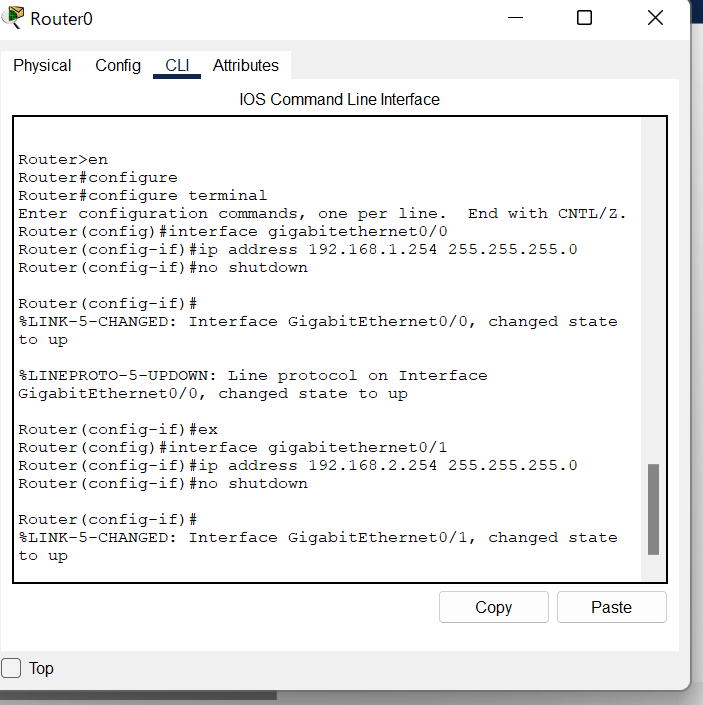 Router0
Physical Config CLI Attributes
IOS Command Line Interface
Router>en
Router#configure
Router#configure terminal
Enter configuration commands, one per line.  End with CNTL/Z.
Router(config)#interface gigabitethernet0/0
Router(config-if)#ip address 192.168.1.254 255.255.255.0
Router(config-if)#no shutdown
Router(config-if)#
%LINK-5-CHANGED: Interface GigabitEthernet0/0, changed state
to up
%LINEPROTO-5-UPDOWN: Line protocol on Interface
GigabitEthernet0/0, changed state to up
Router(config-if)#ex
Router(config)#interface gigabitethernet0/1
Router(config-if)#ip address 192.168.2.254 255.255.255.0
Router(config-if)#no shutdown
Router(config-if)#
%LINK-5-CHANGED: Interface GigabitEthernet0/1, changed state
to up
Copy Paste
Top